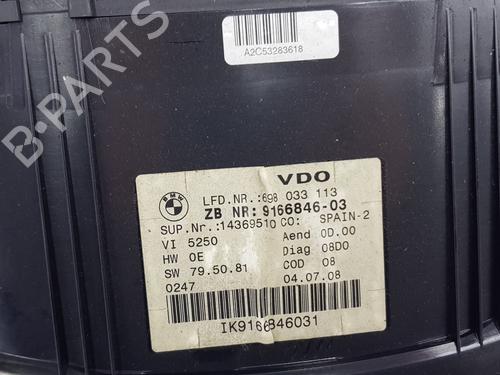 A2C53283618
B-PARTS
BMW
VDO
LFD.NR.:698 033 113
ZB NR: 9166846-03
SUP.Nr.:14369510 CO: SPAIN-2
VI 5250 Aend 0D.00
HW 0E Diag 08D0
SW 79.50.81 COD 08
0247 04.07.08
IK9166846031